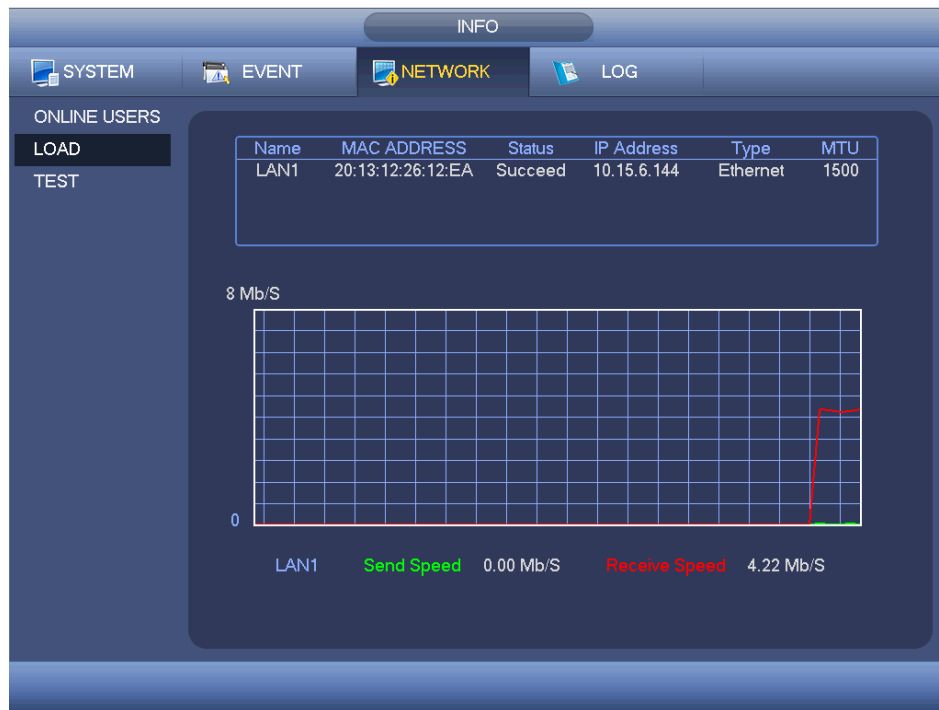 INFO
SYSTEM EVENT NETWORK LOG
ONLINE USERS
LOAD
TEST
Name MAC ADDRESS Status IP Address Type MTU
LAN1 20:13:12:26:12:EA Succeed 10.15.6.144 Ethernet 1500
8 Mb/S
0
LAN1 Send Speed 0.00 Mb/S Receive Speed 4.22 Mb/S